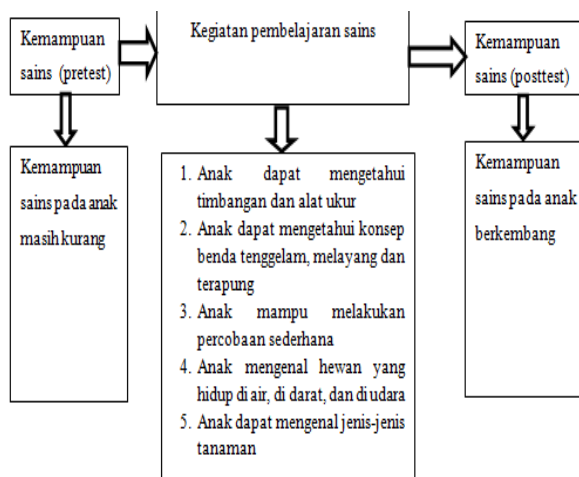 Kemampuan
sains (pretest)
Kegiatan pembelajaran sains
Kemampuan
sains (posttest)
Kemampuan
sains pada anak
masih kurang
1. Anak dapat mengetahui
timbangan dan alat ukur
2. Anak dapat mengetahui konsep
benda tenggelam, melayang dan
terapung
3. Anak mampu melakukan
percobaan sederhana
4. Anak mengenal hewan yang
hidup di air, di darat, dan di udara
5. Anak dapat mengenal jenis-jenis
tanaman
Kemampuan
sains pada anak
berkembang